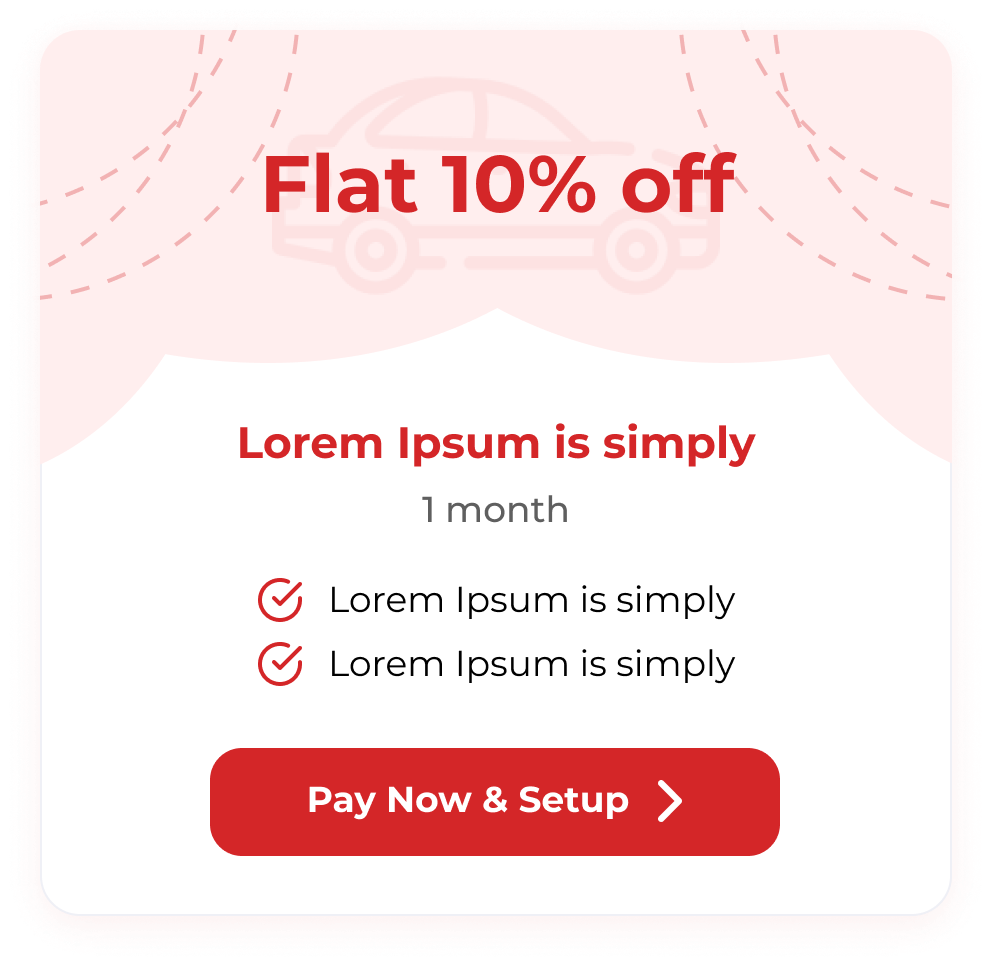 Flat 10% off
Lorem Ipsum is simply
1 month
Lorem Ipsum is simply
Lorem Ipsum is simply
Pay Now & Setup